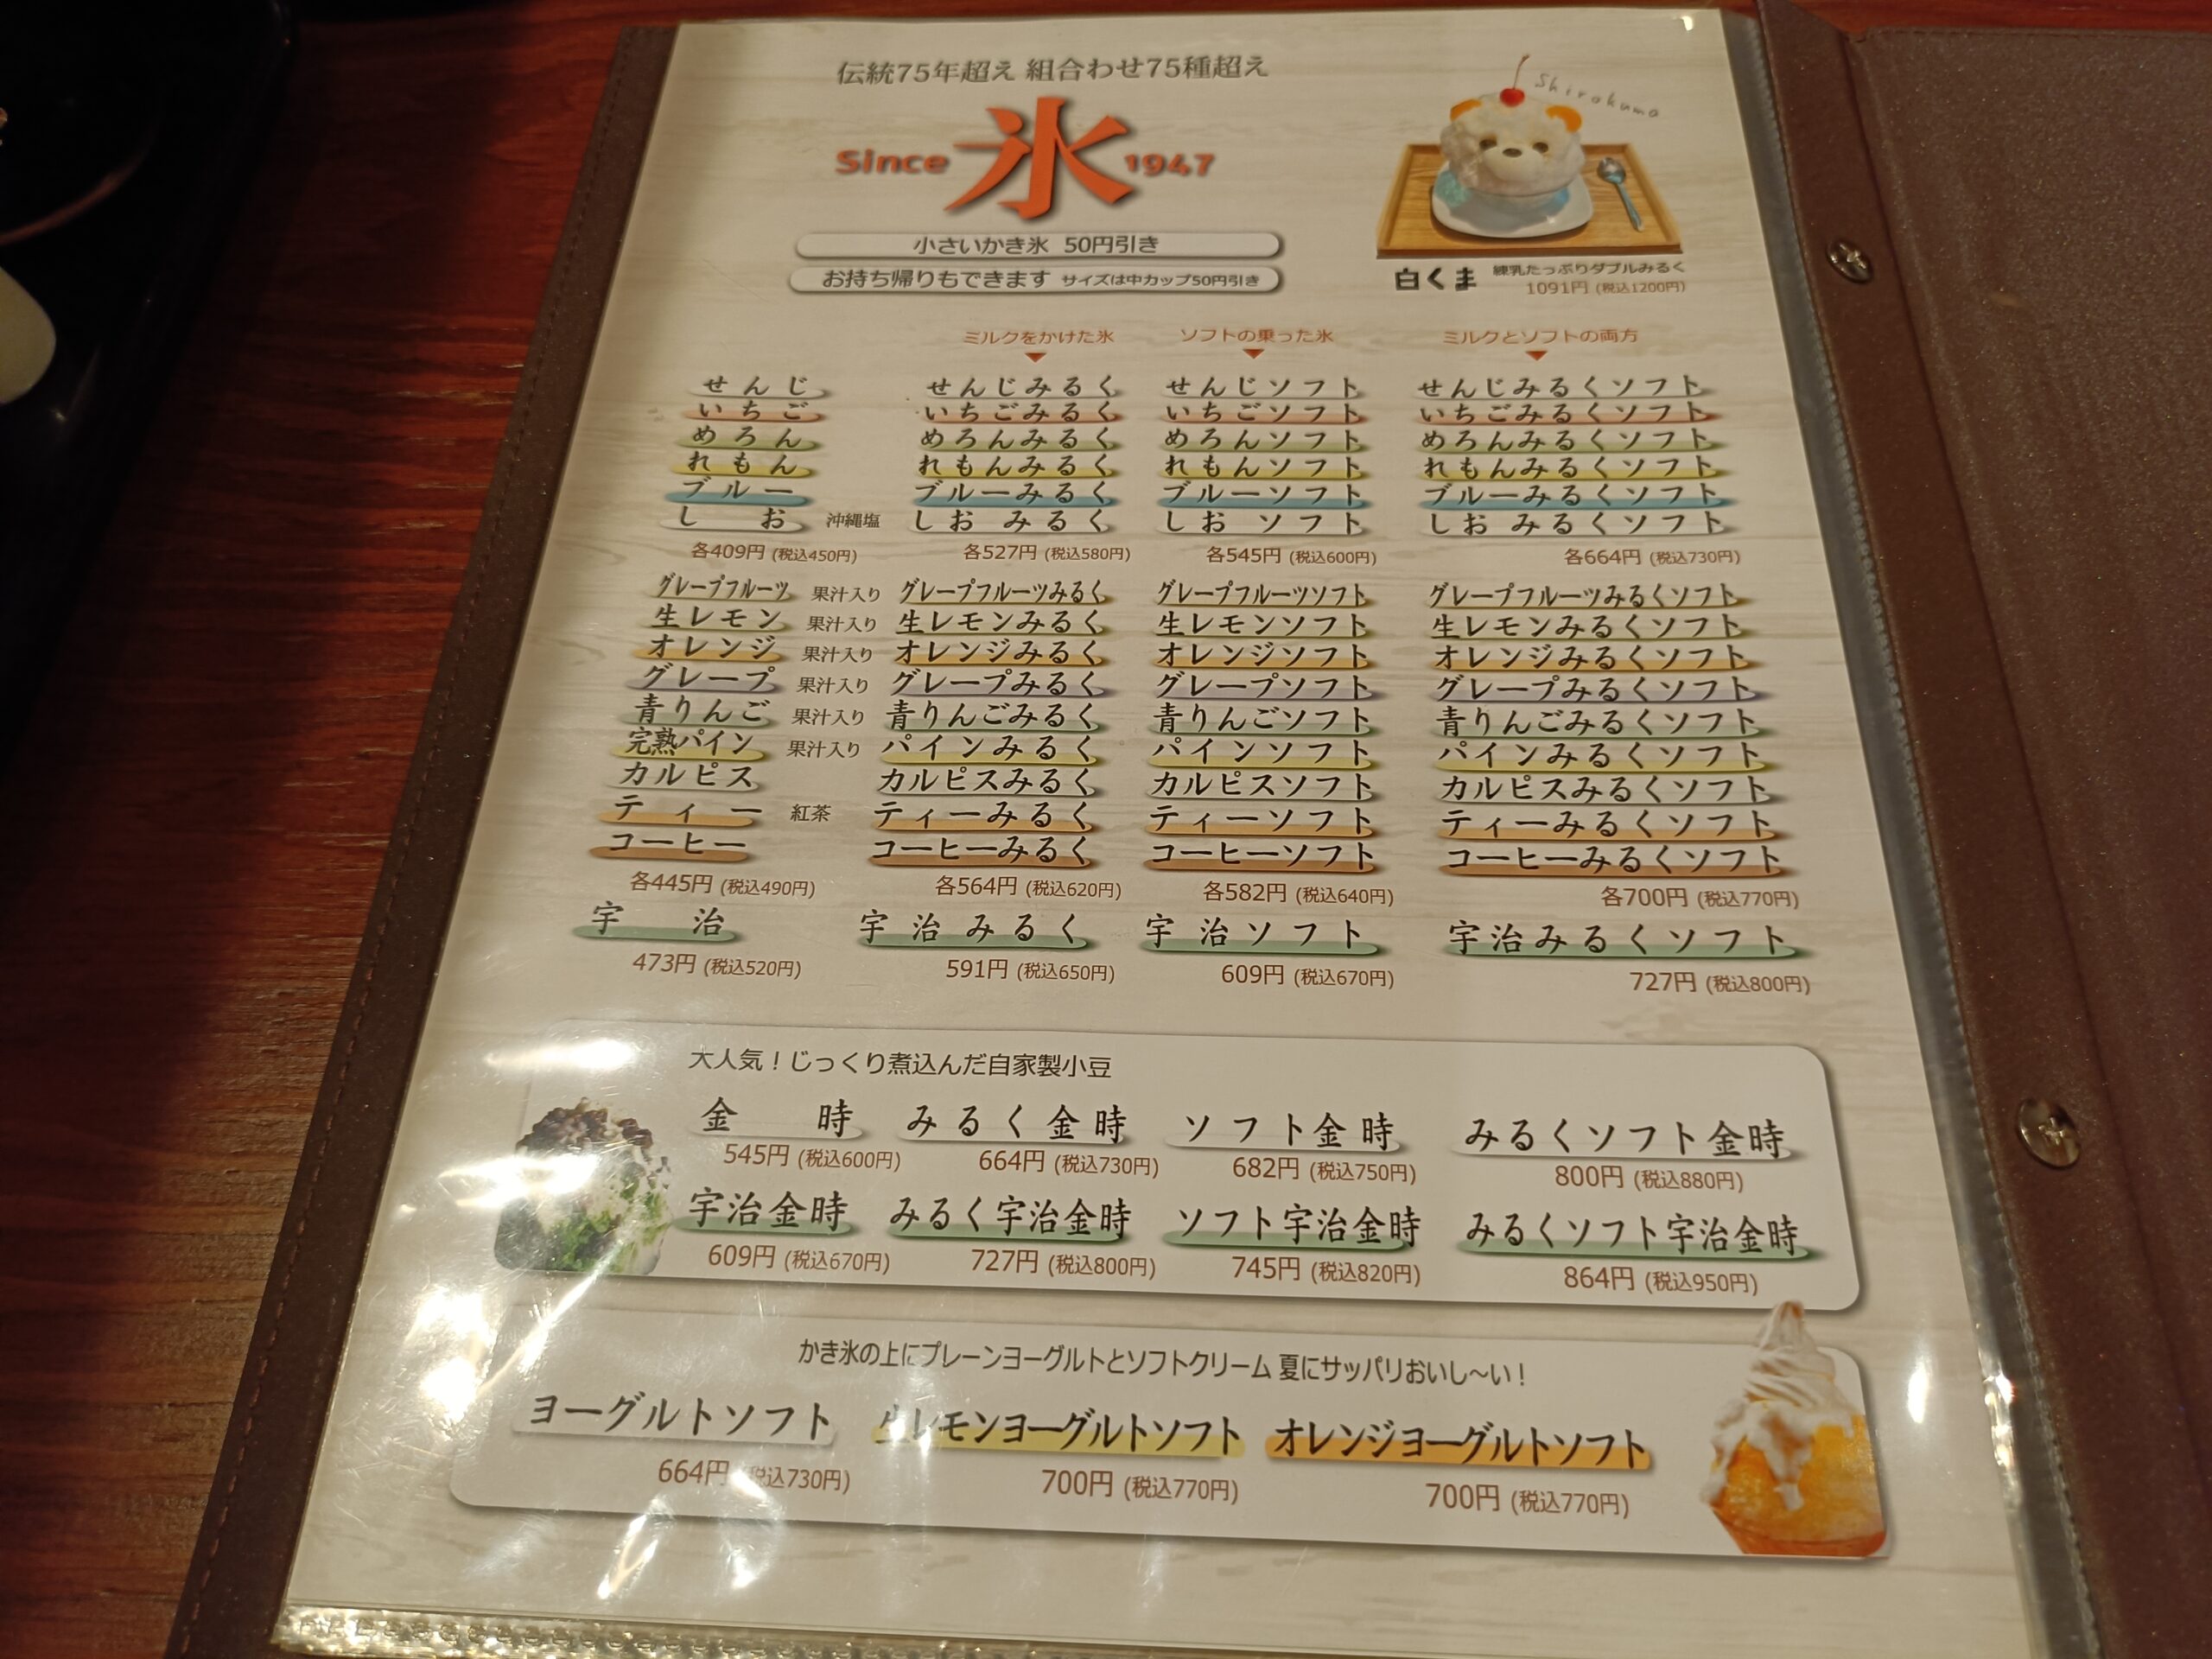 伝統75年超え 組合わせ75種超え
Since 氷 1947
小さいかき氷 50円引き
お持ち帰りもできます サイズは中カップ50円引き
Shirokuma
白くま 練乳たっぷりダブルみるく
1091円 (税込1200円)
ミルクをかけた氷 ソフトの乗った氷 ミルクとソフトの両方
せんじ せんじみるく せんじソフト せんじみるくソフト
いちご いちごみるく いちごソフト いちごみるくソフト
めろん めろんみるく めろんソフト めろんみるくソフト
れもん れもんみるく れもんソフト れもんみるくソフト
ブルー ブルーみるく ブルーソフト ブルーみるくソフト
しお 沖縄塩 しおみるく しおソフト しおみるくソフト
各409円 (税込450円) 各527円 (税込580円) 各545円 (税込600円) 各664円 (税込730円)
グレープフルーツ 果汁入り グレープフルーツみるく グレープフルーツソフト グレープフルーツみるくソフト
生レモン 果汁入り 生レモンみるく 生レモンソフト 生レモンみるくソフト
オレンジ 果汁入り オレンジみるく オレンジソフト オレンジみるくソフト
グレープ 果汁入り グレープみるく グレープソフト グレープみるくソフト
青りんご 果汁入り 青りんごみるく 青りんごソフト 青りんごみるくソフト
完熟パイン 果汁入り パインみるく パインソフト パインみるくソフト
カルピス カルピスみるく カルピスソフト カルピスみるくソフト
ティー 紅茶 ティーみるく ティーソフト ティーみるくソフト
コーヒー コーヒーみるく コーヒーソフト コーヒーみるくソフト
各445円 (税込490円) 各564円 (税込620円) 各582円 (税込640円) 各700円 (税込770円)
宇治 宇治みるく 宇治ソフト 宇治みるくソフト
473円 (税込520円) 591円 (税込650円) 609円 (税込670円) 727円 (税込800円)
大人気！じっくり煮込んだ自家製小豆
金時 みるく金時 ソフト金時 みるくソフト金時
545円 (税込600円) 664円 (税込730円) 682円 (税込750円) 800円 (税込880円)
宇治金時 みるく宇治金時 ソフト宇治金時 みるくソフト宇治金時
609円 (税込670円) 727円 (税込800円) 745円 (税込820円) 864円 (税込950円)
かき氷の上にプレーンヨーグルトとソフトクリーム 夏にサッパリおいし〜い！
ヨーグルトソフト 生レモンヨーグルトソフト オレンジヨーグルトソフト
664円 (税込730円) 700円 (税込770円) 700円 (税込770円)